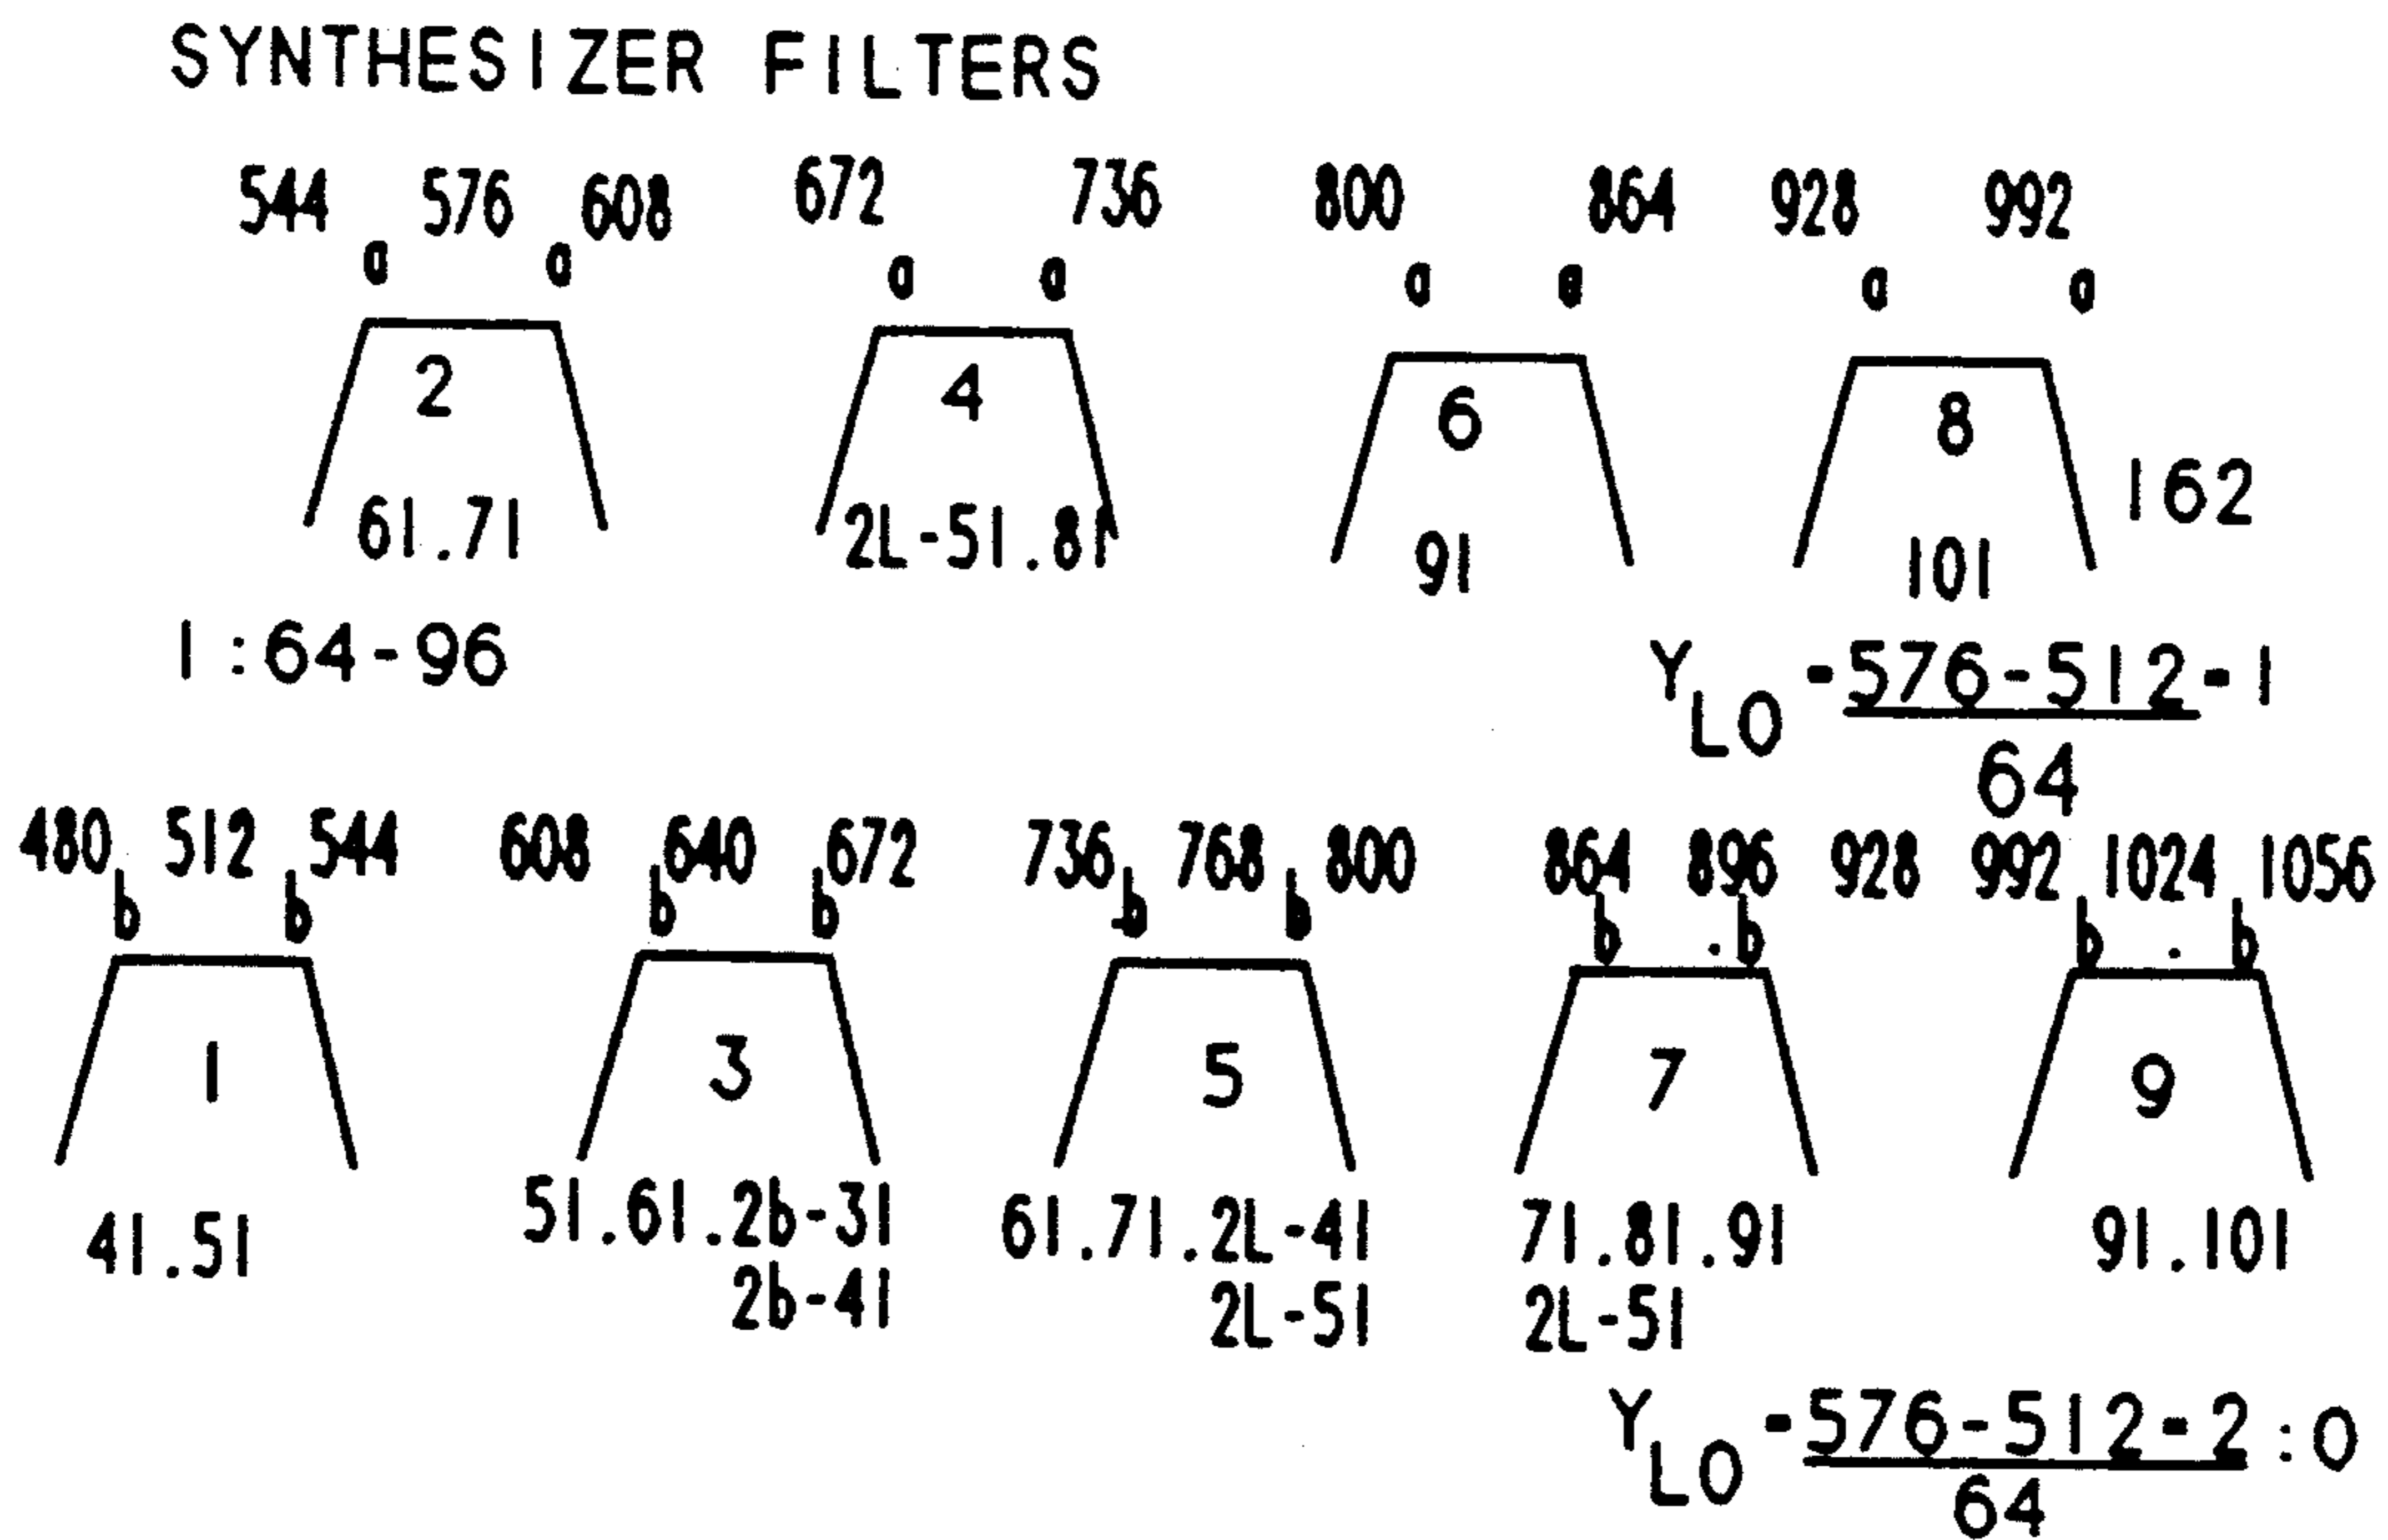 SYNTHESIZER FILTERS
544 576 608 672 736 800 864 928 992
a a a a a a a a
2 4 6 8
162
61.71 2L-51.81 91 101
1:64-96
Y LO -576-512-1
64
480 512 544 608 640 672 736 768 800 864 896 928 992 1024 1056
b b b b b b b b b b
1 3 5 7 9
41.51 51.61.2b-31 61.71.2L-41 71.81.91 91.101
2b-41 2L-51 2L-51
Y LO -576-512-2:0
64